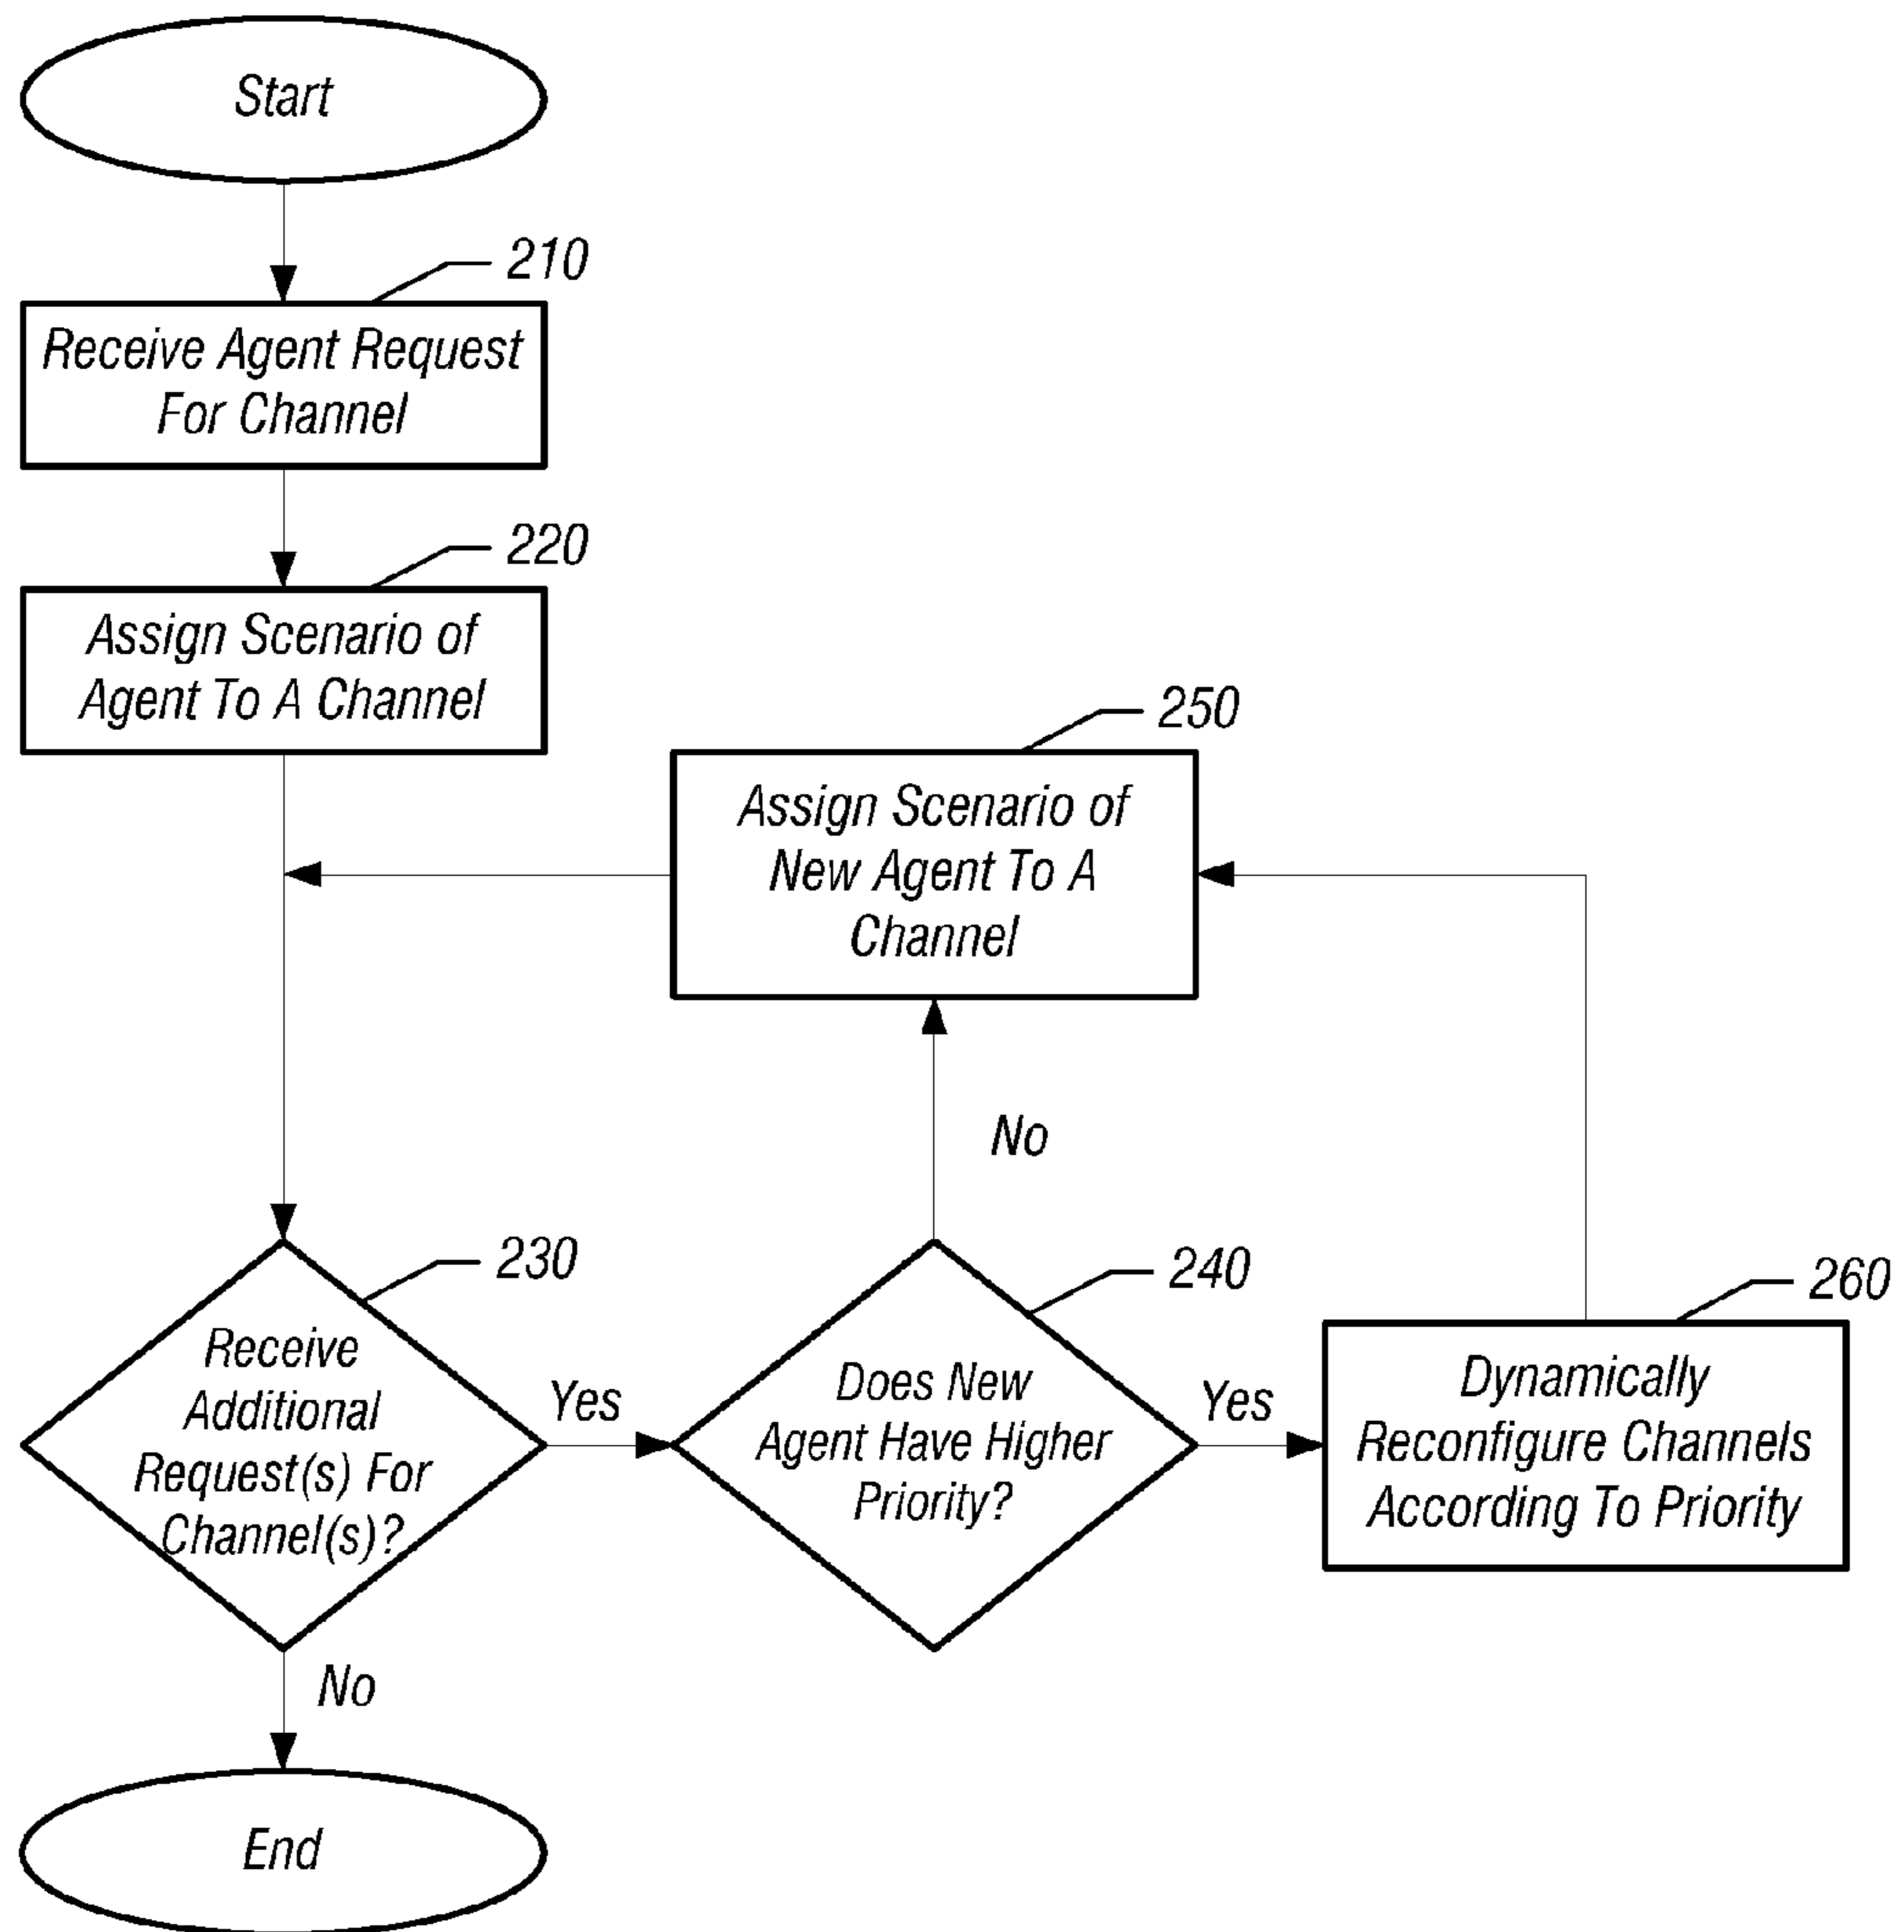 Start
210
Receive Agent Request
For Channel
220
Assign Scenario of
Agent To A Channel
250
Assign Scenario of
New Agent To A
Channel
No
230
Receive
Additional
Request(s) For
Channel(s)?
Yes
240
Does New
Agent Have Higher
Priority?
Yes
260
Dynamically
Reconfigure Channels
According To Priority
No
End